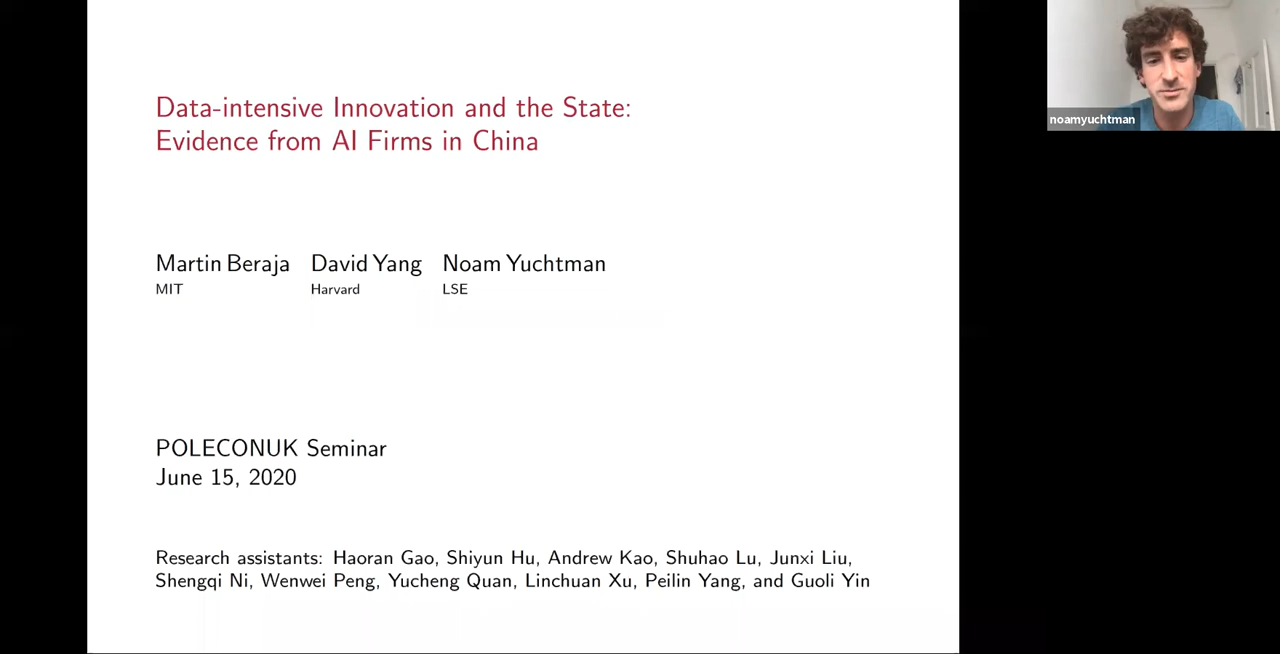 Data-intensive Innovation and the State:
Evidence from AI Firms in China
Martin Beraja David Yang Noam Yuchtman
MIT Harvard LSE
POLECONUK Seminar
June 15, 2020
Research assistants: Haoran Gao, Shiyun Hu, Andrew Kao, Shuhao Lu, Junxi Liu,
Shengqi Ni, Wenwei Peng, Yucheng Quan, Linchuan Xu, Peilin Yang, and Guoli Yin
noamyuchtman